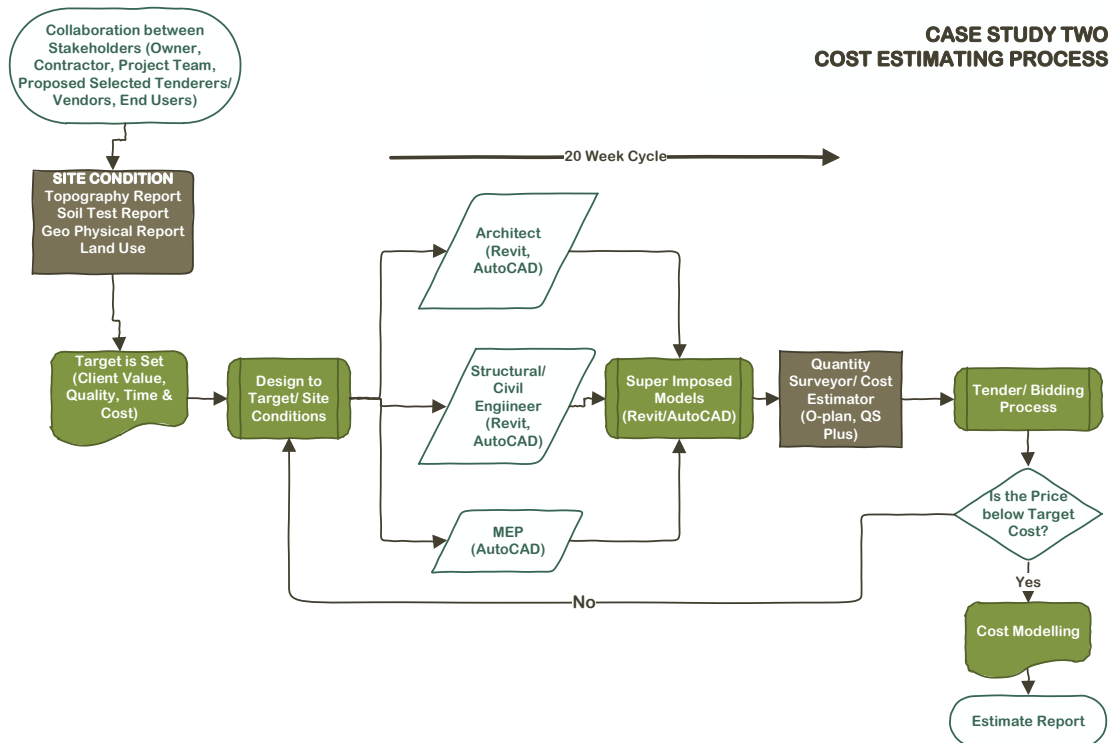 CASE STUDY TWO
COST ESTIMATING PROCESS
Collaboration between
Stakeholders (Owner,
Contractor, Project Team,
Proposed Selected Tenderers/
Vendors, End Users)
20 Week Cycle
SITE CONDITION
Topography Report
Soil Test Report
Geo Physical Report
Land Use
Architect
(Revit,
AutoCAD)
Target is Set
(Client Value,
Quality, Time &
Cost)
Design to
Target/ Site
Conditions
Structural/
Civil
Engiineer
(Revit,
AutoCAD)
Super Imposed
Models
(Revit/AutoCAD)
Quantity
Surveyor/ Cost
Estimator
(O-plan, QS
Plus)
Tender/ Bidding
Process
MEP
(AutoCAD)
Is the Price
below Target
Cost?
Yes
No
Cost Modelling
Estimate Report